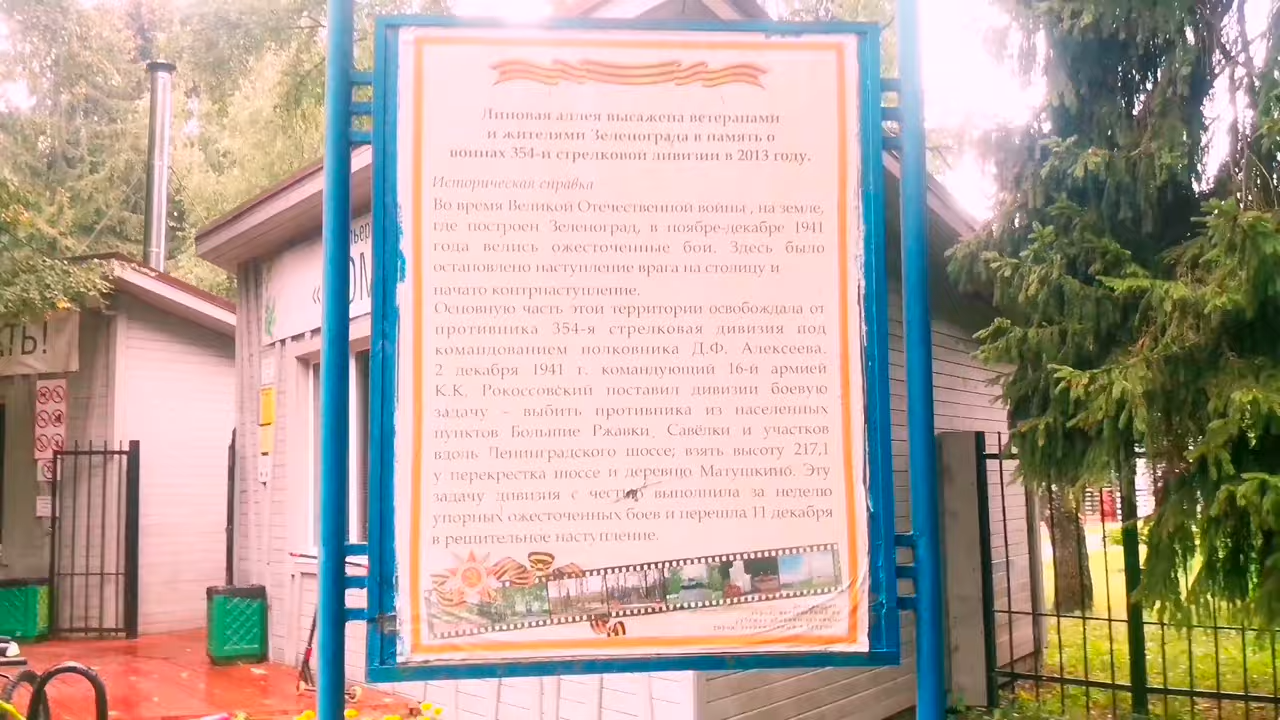 Липовая аллея высажена ветеранами
и жителями Зеленограда в память о
воинах 354-й стрелковой дивизии в 2013 году.
Историческая справка
Во время Великой Отечественной войны , на земле,
где построен Зеленоград, в ноябре-декабре 1941
года велись ожесточенные бои. Здесь было
остановлено наступление врага на столицу и
начато контрнаступление.
Основную часть этой территории освобождала от
противника 354-я стрелковая дивизия под
командованием полковника Д.Ф. Алексеева.
2 декабря 1941 г. командующий 16-й армией
К.К. Рокоссовский поставил дивизии боевую
задачу – выбить противника из населенных
пунктов Большие Ржавки, Савёлки и участков
вдоль Ленинградского шоссе; взять высоту 217,1
у перекрестка шоссе и деревню Матушкино. Эту
задачу дивизия с честью выполнила за неделю
упорных ожесточенных боев и перешла 11 декабря
в решительное наступление.
ТЬ!